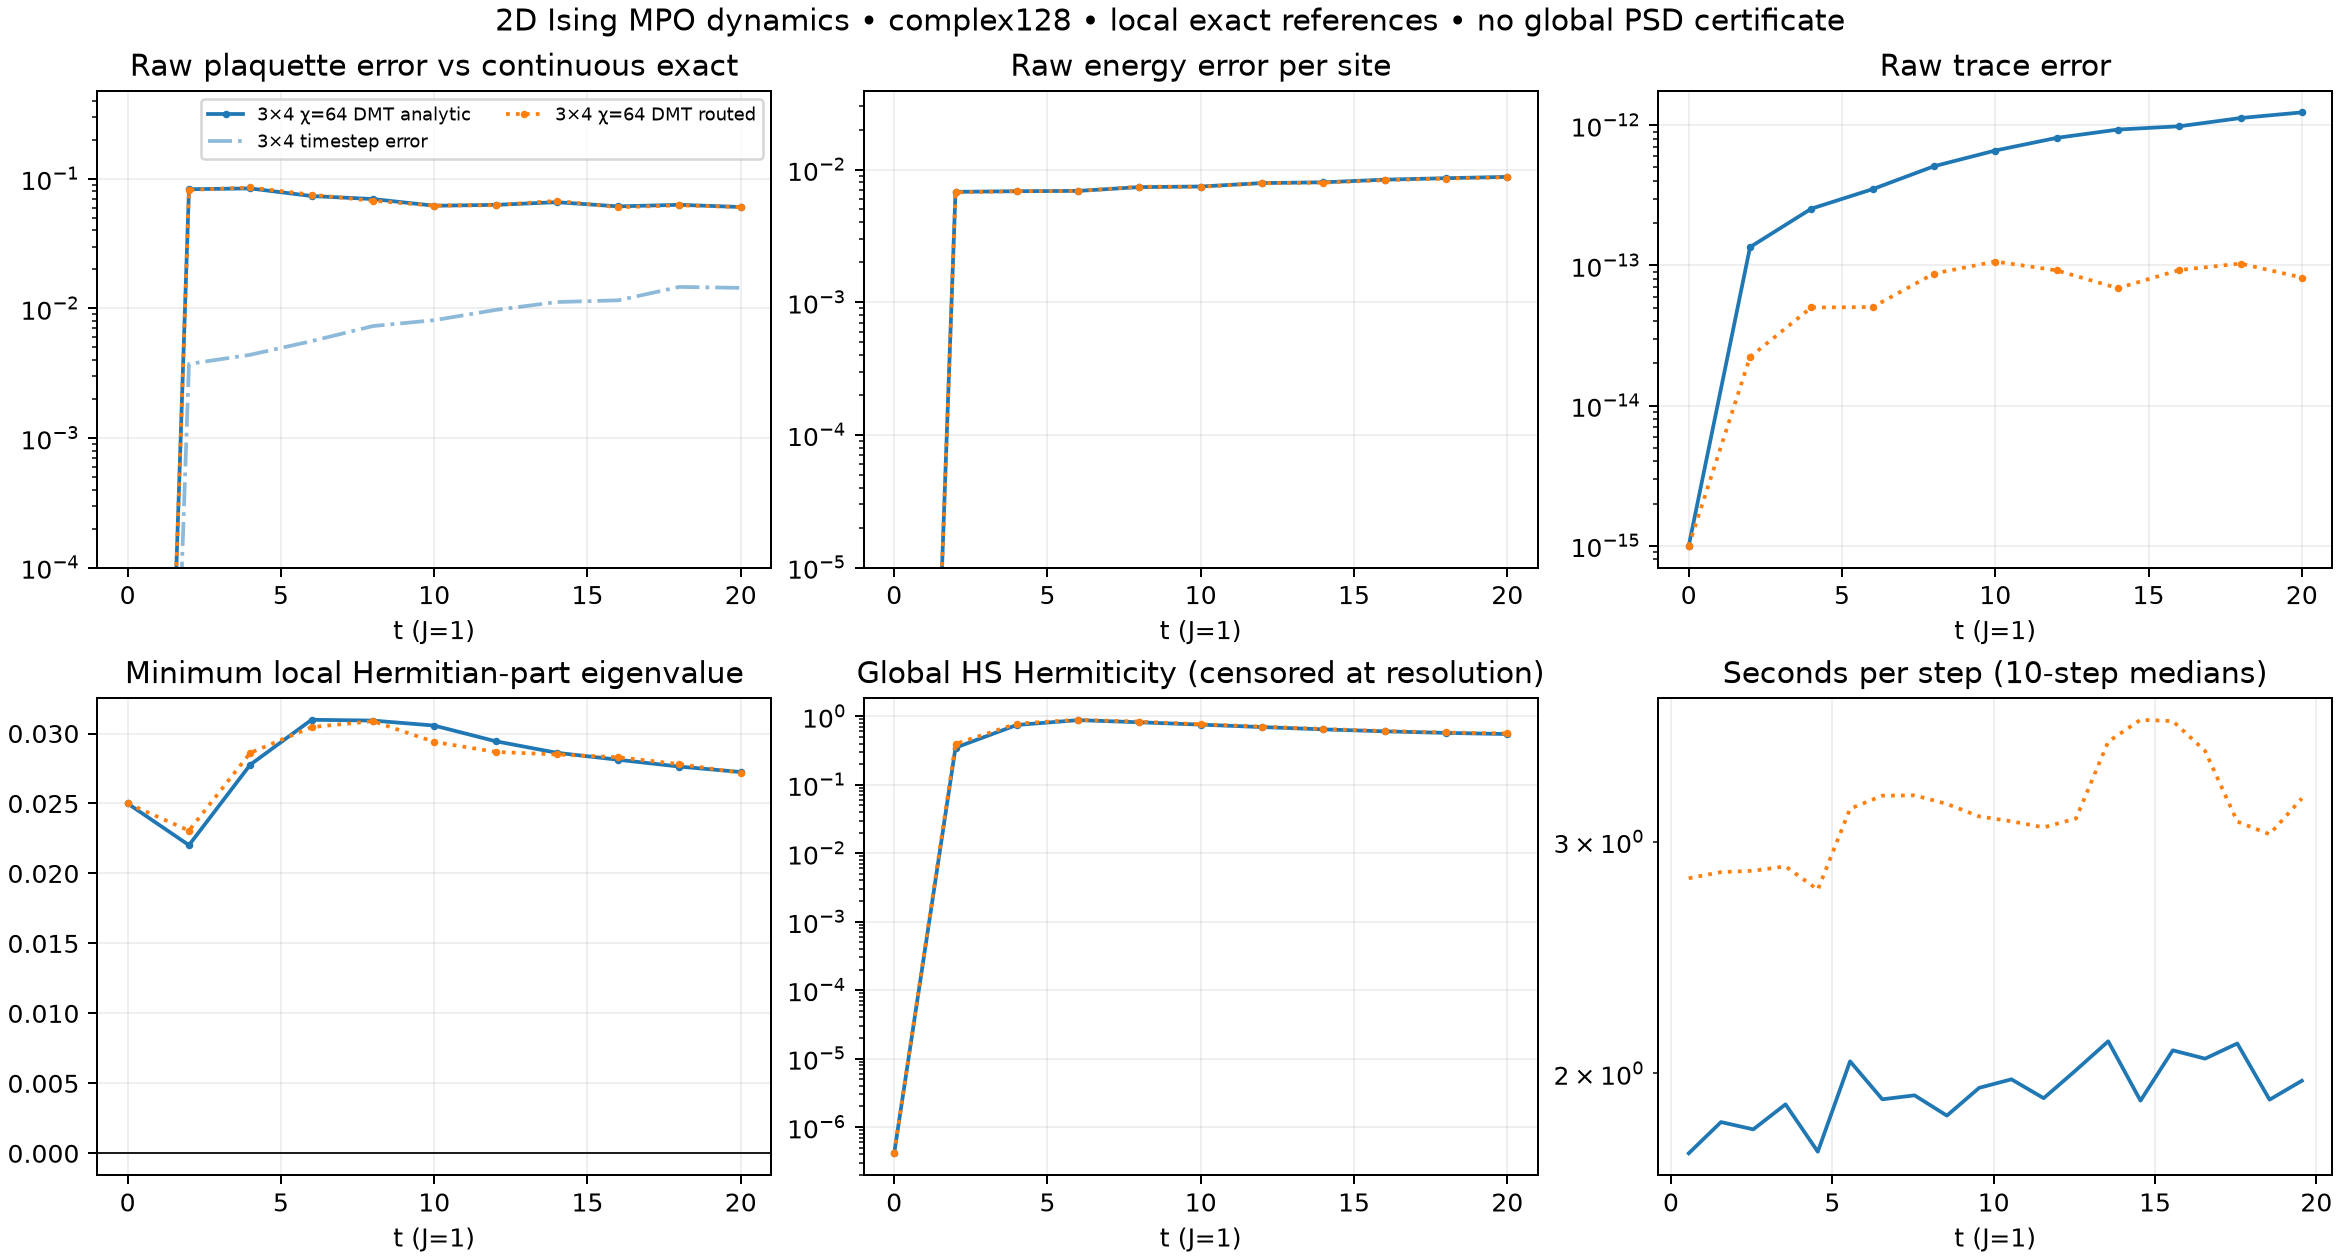 2D Ising MPO dynamics • complex128 • local exact references • no global PSD certificate
Raw plaquette error vs continuous exact
3×4 χ=64 DMT analytic
3×4 χ=64 DMT routed
3×4 timestep error
10⁻¹
10⁻²
10⁻³
10⁻⁴
0 5 10 15 20
t (J=1)
Raw energy error per site
10⁻²
10⁻³
10⁻⁴
10⁻⁵
0 5 10 15 20
t (J=1)
Raw trace error
10⁻¹²
10⁻¹³
10⁻¹⁴
10⁻¹⁵
0 5 10 15 20
t (J=1)
Minimum local Hermitian-part eigenvalue
0.030
0.025
0.020
0.015
0.010
0.005
0.000
0 5 10 15 20
t (J=1)
Global HS Hermiticity (censored at resolution)
10⁰
10⁻¹
10⁻²
10⁻³
10⁻⁴
10⁻⁵
10⁻⁶
0 5 10 15 20
t (J=1)
Seconds per step (10-step medians)
3 × 10⁰
2 × 10⁰
0 5 10 15 20
t (J=1)